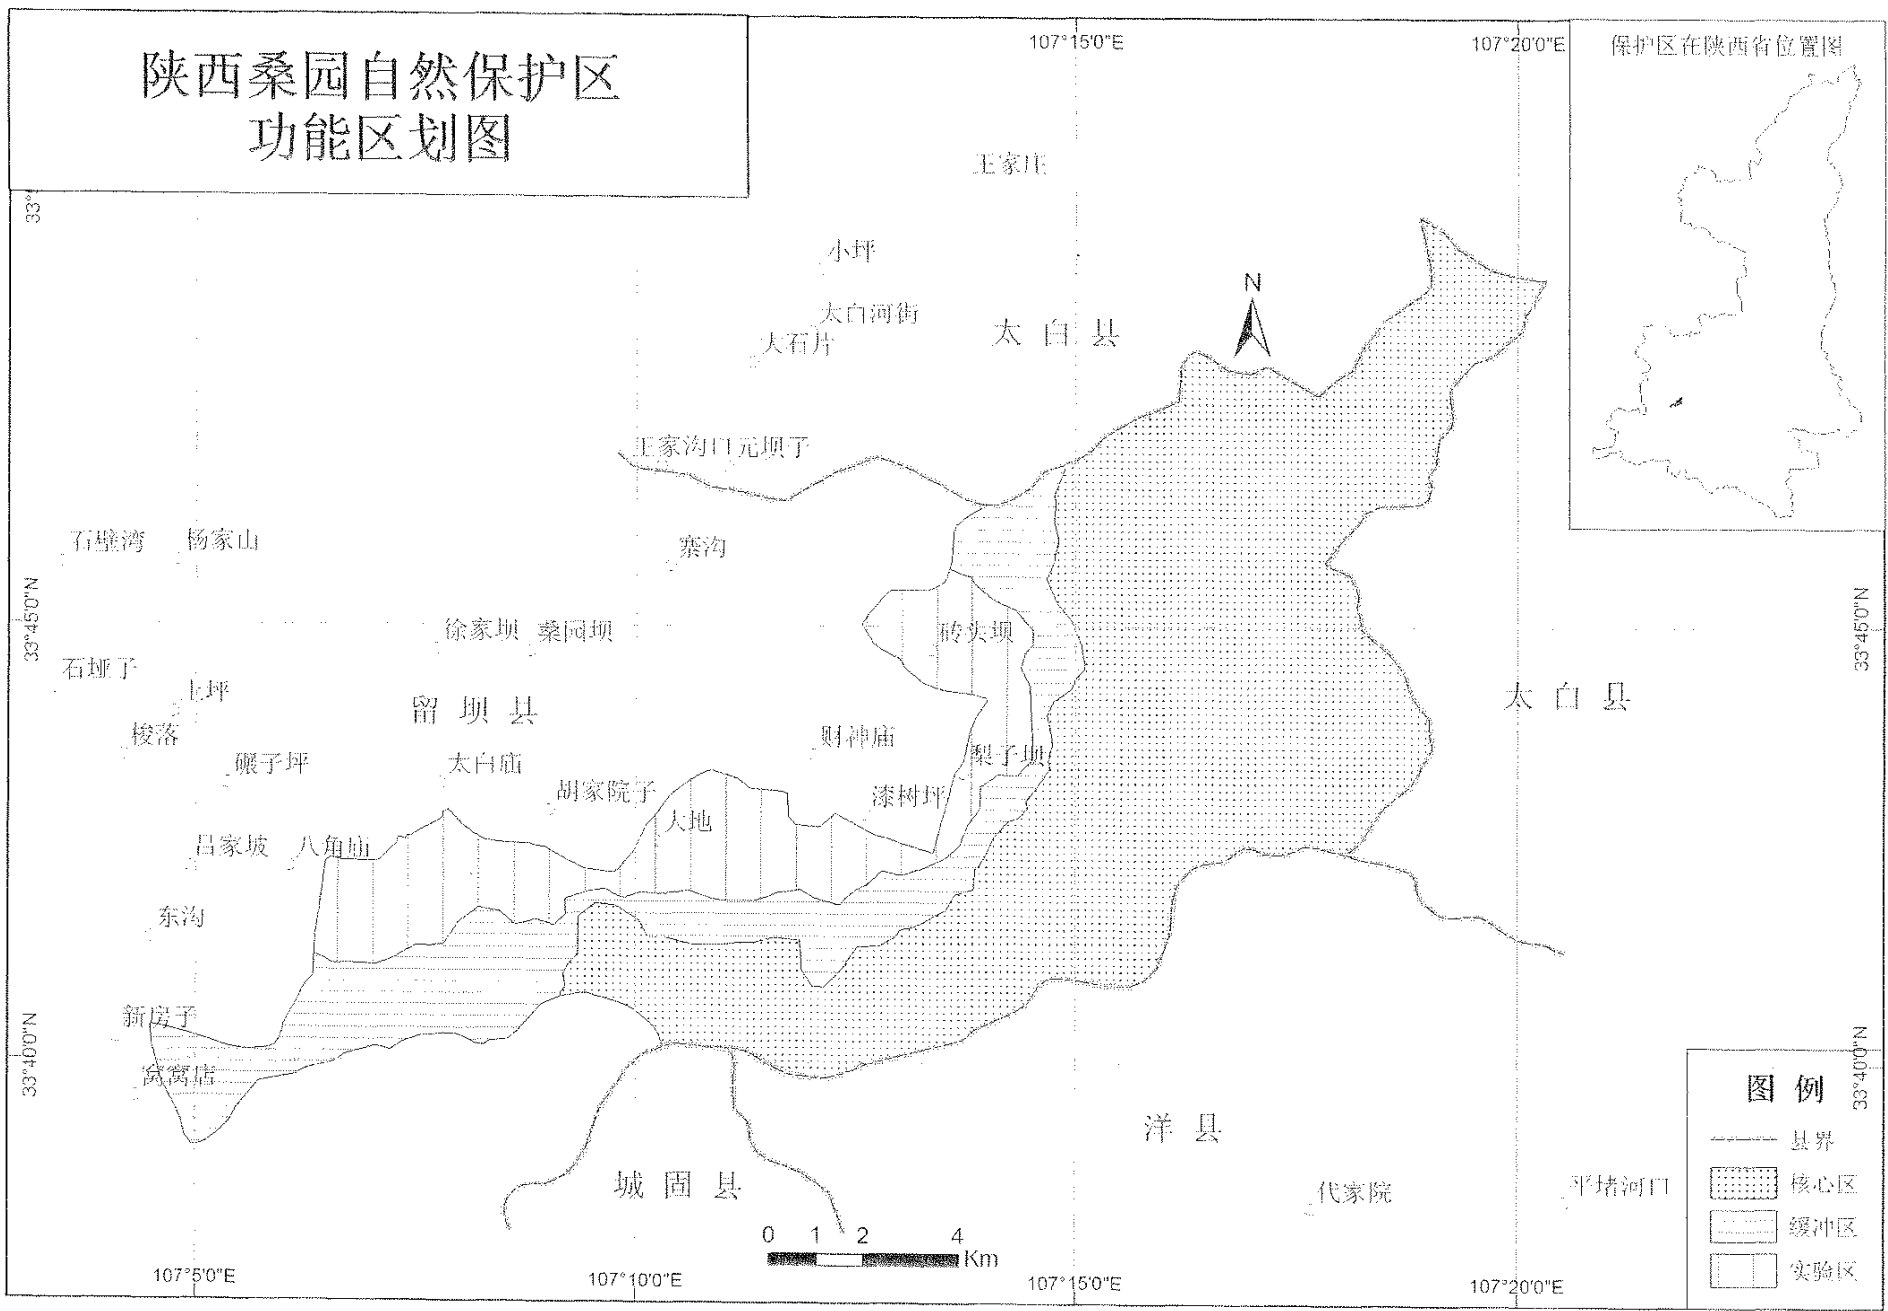 陕西桑园自然保护区
功能区划图
107°15'0"E
107°20'0"E
保护区在陕西省位置图
33°
王家庄
小坪
太白河街
大石片
太 白 县
N
王家沟口
元坝子
石壁湾
杨家山
寨沟
33°45'0"N
33°45'0"N
徐家坝
桑园坝
砖头坝
石垭子
上坪
留 坝 县
太 白 县
梭落
财神庙
碾子坪
太白庙
梨子坝
胡家院子
漆树坪
大地
吕家坡
八角庙
东沟
新房子
33°40'0"N
33°40'0"N
窝窝店
洋 县
城 固 县
代家院
平堵河口
图 例
县界
核心区
缓冲区
实验区
0 1 2 4
Km
107°5'0"E
107°10'0"E
107°15'0"E
107°20'0"E